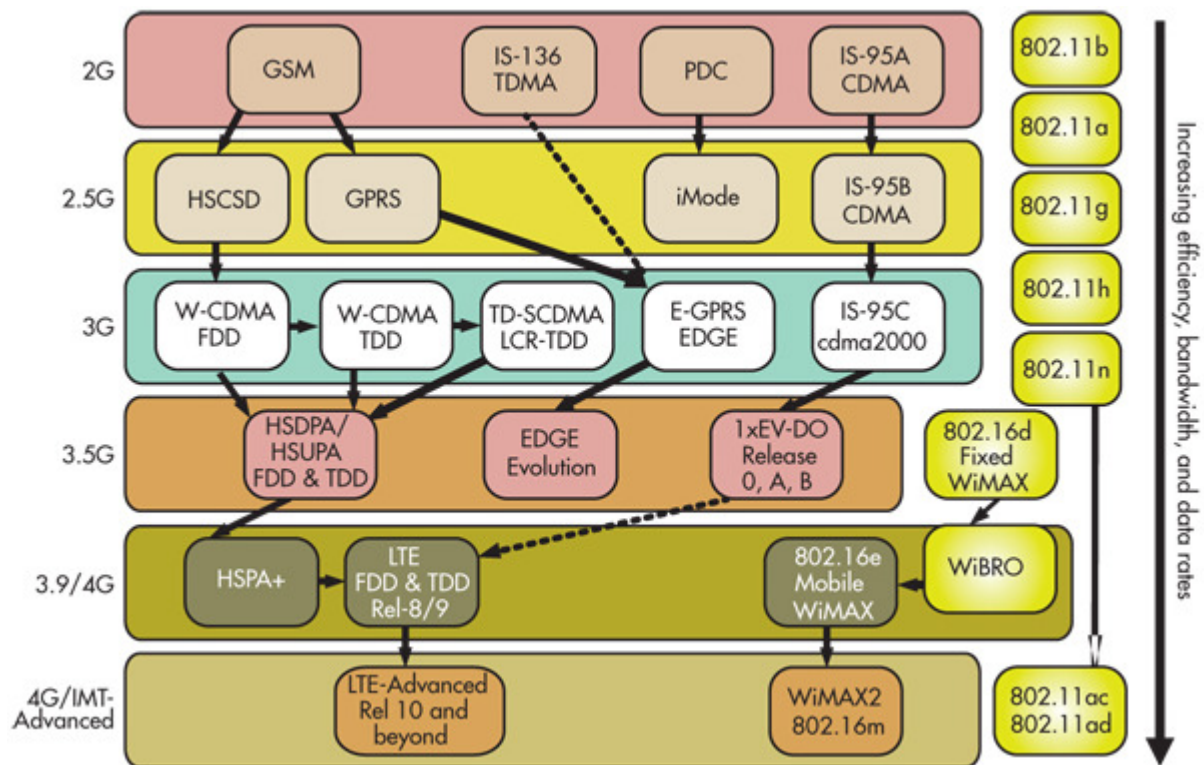 2G
GSM
IS-136
TDMA
PDC
IS-95A
CDMA
802.11b
802.11a
2.5G
HSCSD
GPRS
iMode
IS-95B
CDMA
802.11g
802.11h
3G
W-CDMA
FDD
W-CDMA
TDD
TD-SCDMA
LCR-TDD
E-GPRS
EDGE
IS-95C
cdma2000
802.11n
3.5G
HSDPA/
HSUPA
FDD & TDD
EDGE
Evolution
1xEV-DO
Release
0, A, B
802.16d
Fixed
WiMAX
3.9/4G
HSPA+
LTE
FDD & TDD
Rel-8/9
802.16e
Mobile
WiMAX
WiBRO
4G/IMT-
Advanced
LTE-Advanced
Rel 10 and
beyond
WiMAX2
802.16m
802.11ac
802.11ad
Increasing efficiency, bandwidth, and data rates